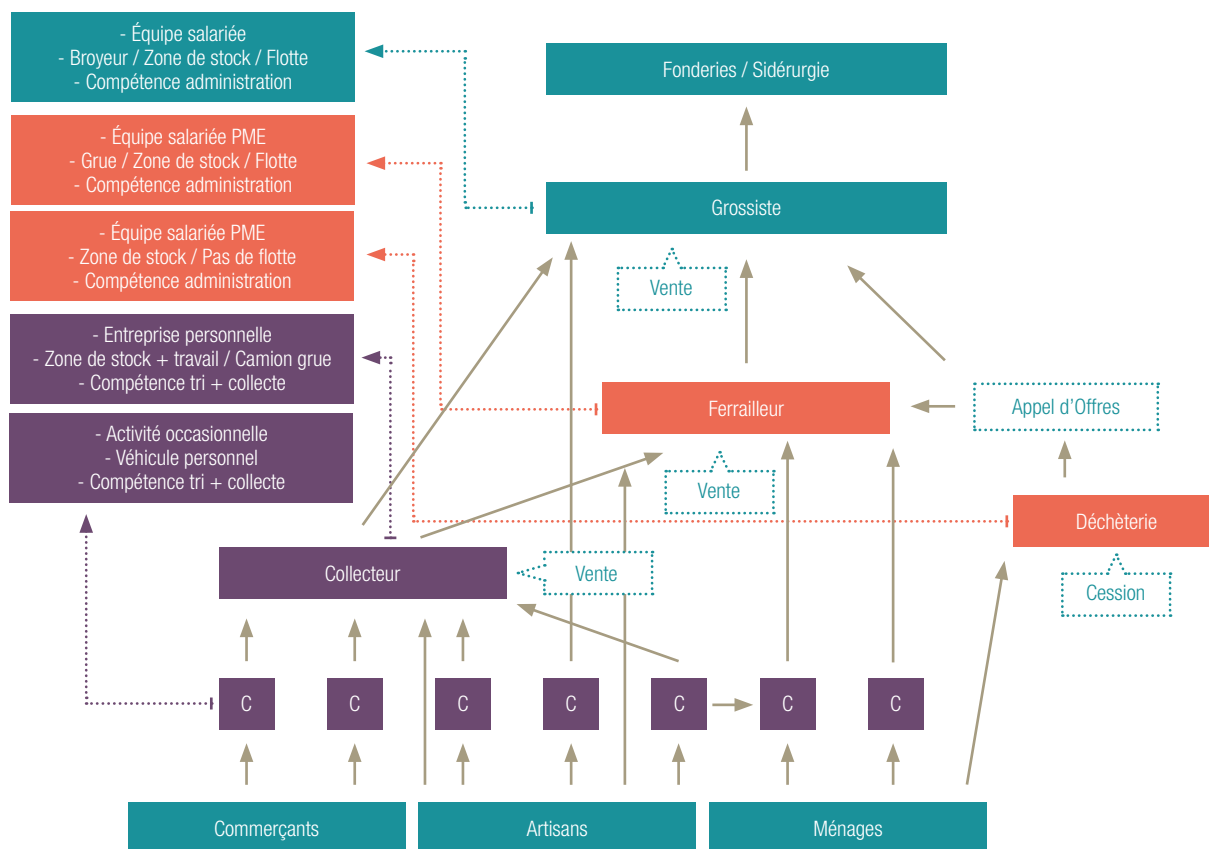 - Équipe salariée
- Broyeur / Zone de stock / Flotte
- Compétence administration
- Équipe salariée PME
- Grue / Zone de stock / Flotte
- Compétence administration
- Équipe salariée PME
- Zone de stock / Pas de flotte
- Compétence administration
- Entreprise personnelle
- Zone de stock + travail / Camion grue
- Compétence tri + collecte
- Activité occasionnelle
- Véhicule personnel
- Compétence tri + collecte
Fonderies / Sidérurgie
Grossiste
Vente
Ferrailleur
Appel d’Offres
Vente
Déchèterie
Collecteur
Vente
Cession
C
C
C
C
C
C
C
Commerçants
Artisans
Ménages